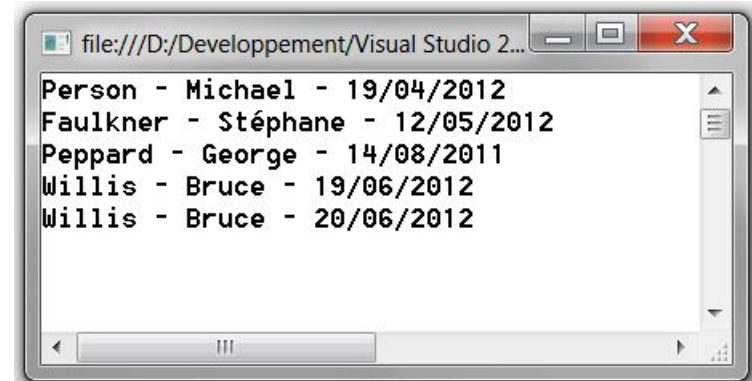 file:///D:/Developpement/Visual Studio 2...
Person - Michael - 19/04/2012
Faulkner - Stéphane - 12/05/2012
Peppard - George - 14/08/2011
Willis - Bruce - 19/06/2012
Willis - Bruce - 20/06/2012